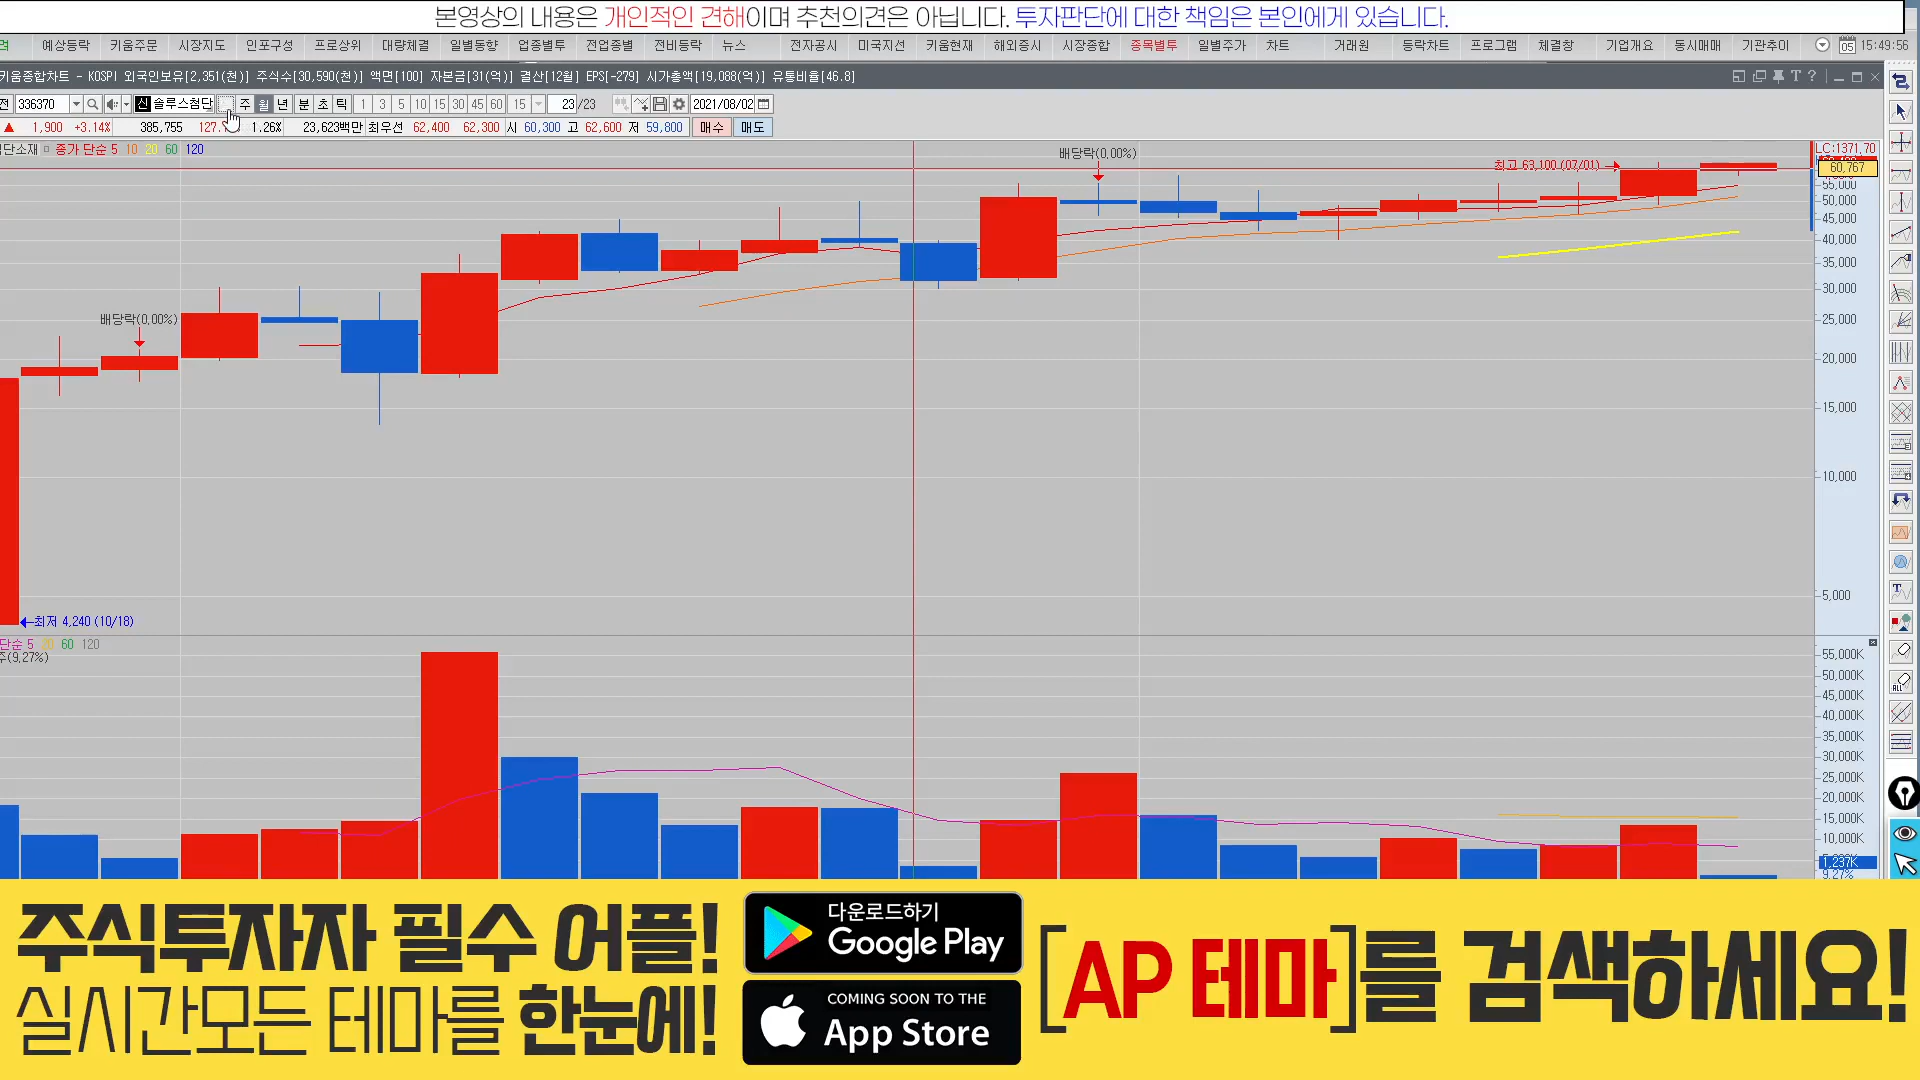 본영상의 내용은 개인적인 견해이며 추천의견은 아닙니다. 투자판단에 대한 책임은 본인에게 있습니다.
력 예상등락 키움주문 시장지도 인포구성 프로상위 대량체결 일별동향 업종별투 전업종별 전비등락 뉴스 전자공시 미국지선 키움현재 해외증시 시장종합 종목별투 일별주가 차트 거래원 등락차트 프로그램 체결창 기업개요 동시매매 기관추이 05 15:49:56
키움종합차트 - KOSPI 외국인보유[2,351(천)] 주식수[30,590(천)] 액면[100] 자본금[31(억)] 결산[12월] EPS[-279] 시가총액[19,088(억)] 유통비율[46.8]
전 336370 신 솔루스첨단 주 월 년 분 초 틱 1 3 5 10 15 30 45 60 15 23/23 2021/08/02
▲ 1,900 +3.14% 385,755 127. 1.26% 23,623백만 최우선 62,400 62,300 시 60,300 고 62,600 저 59,800 매수 매도
첨단소재 종가 단순 5 10 20 60 120
LC:1371,70
배당락(0,00%)
최고 63,100 (07/01)
60,767
55,000
50,000
45,000
40,000
35,000
30,000
배당락(0,00%)
25,000
20,000
15,000
10,000
5,000
최저 4,240 (10/18)
단순 5 20 60 120
주(9,27%)
55,000K
50,000K
45,000K
40,000K
35,000K
30,000K
25,000K
20,000K
15,000K
10,000K
1,237K
9.27%
주식투자자 필수 어플!
실시간모든 테마를 한눈에!
다운로드하기
Google Play
COMING SOON TO THE
App Store
[AP 테마]를 검색하세요!